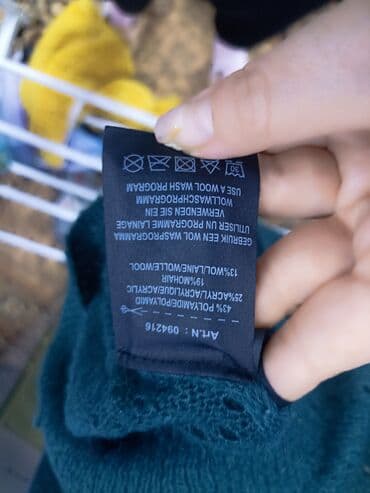 Art.N : 094216
43% POLYAMIDE/POLYAMID
25%ACRYL/ACRYLIQUE/ACRYLIC
19%MOHAIR
13%WOL/LAINE/WOLLE/WOOL
GEBRUIK EEN WOL WASPROGRAMMA
UTILISER UN PROGRAMME LAINAGE
VERWENDEN SIE EIN
WOLLWASCHPROGRAMM
USE A WOOL WASH PROGRAM